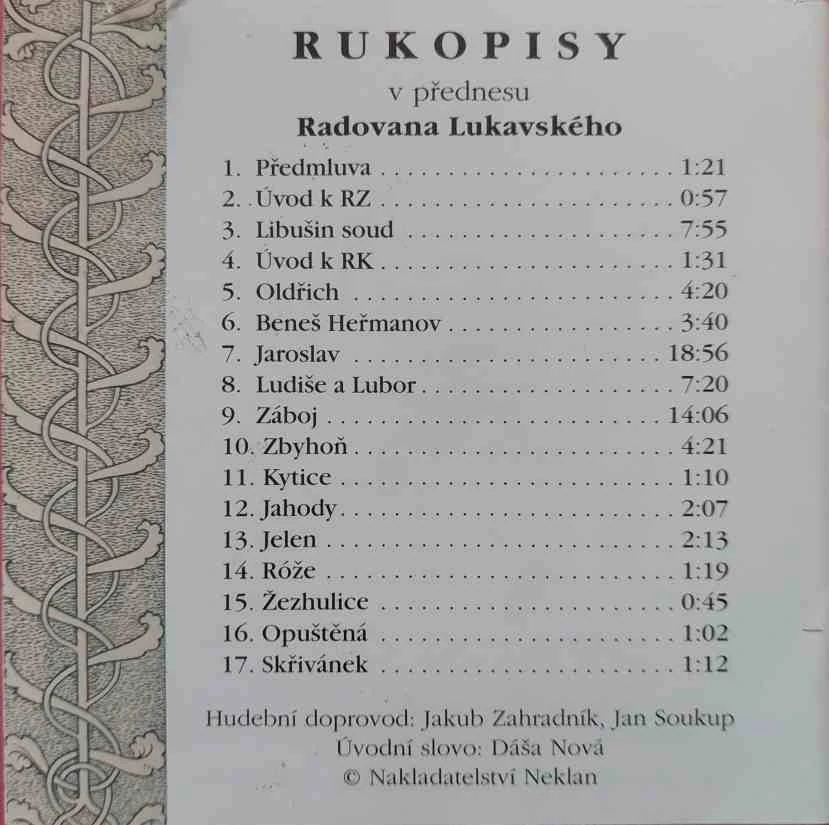 RUKOPISY
v přednesu
Radovana Lukavského
1. Předmluva . . . . . . . . . . . . . . . . . . . . . . 1:21
2. Úvod k RZ . . . . . . . . . . . . . . . . . . . . . . 0:57
3. Libušin soud . . . . . . . . . . . . . . . . . . . . 7:55
4. Úvod k RK . . . . . . . . . . . . . . . . . . . . . . 1:31
5. Oldřich . . . . . . . . . . . . . . . . . . . . . . . . 4:20
6. Beneš Heřmanov . . . . . . . . . . . . . . . . . 3:40
7. Jaroslav . . . . . . . . . . . . . . . . . . . . . . . 18:56
8. Ludiše a Lubor . . . . . . . . . . . . . . . . . . . 7:20
9. Záboj . . . . . . . . . . . . . . . . . . . . . . . . . 14:06
10. Zbyhoň . . . . . . . . . . . . . . . . . . . . . . . . 4:21
11. Kytice . . . . . . . . . . . . . . . . . . . . . . . . . 1:10
12. Jahody . . . . . . . . . . . . . . . . . . . . . . . . . 2:07
13. Jelen . . . . . . . . . . . . . . . . . . . . . . . . . . 2:13
14. Róže . . . . . . . . . . . . . . . . . . . . . . . . . . 1:19
15. Žezhulice . . . . . . . . . . . . . . . . . . . . . . 0:45
16. Opuštěná . . . . . . . . . . . . . . . . . . . . . . 1:02
17. Skřivánek . . . . . . . . . . . . . . . . . . . . . . 1:12
Hudební doprovod: Jakub Zahradník, Jan Soukup
Úvodní slovo: Dáša Nová
© Nakladatelství Neklan